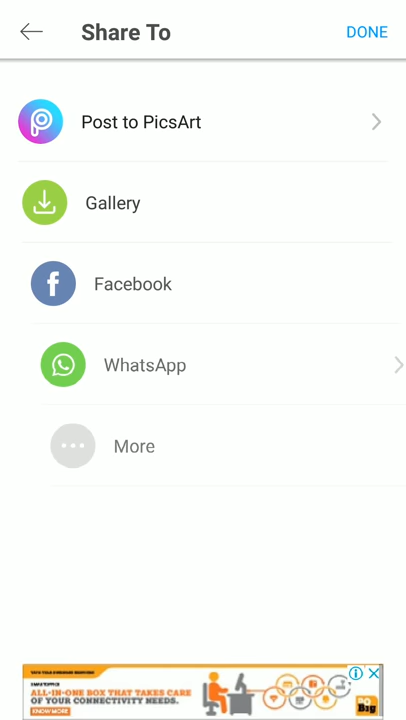 Share To
DONE
Post to PicsArt
Gallery
Facebook
WhatsApp
More
ALL-IN-ONE BOX THAT TAKES CARE
OF YOUR CONNECTIVITY NEEDS.
KNOW MORE